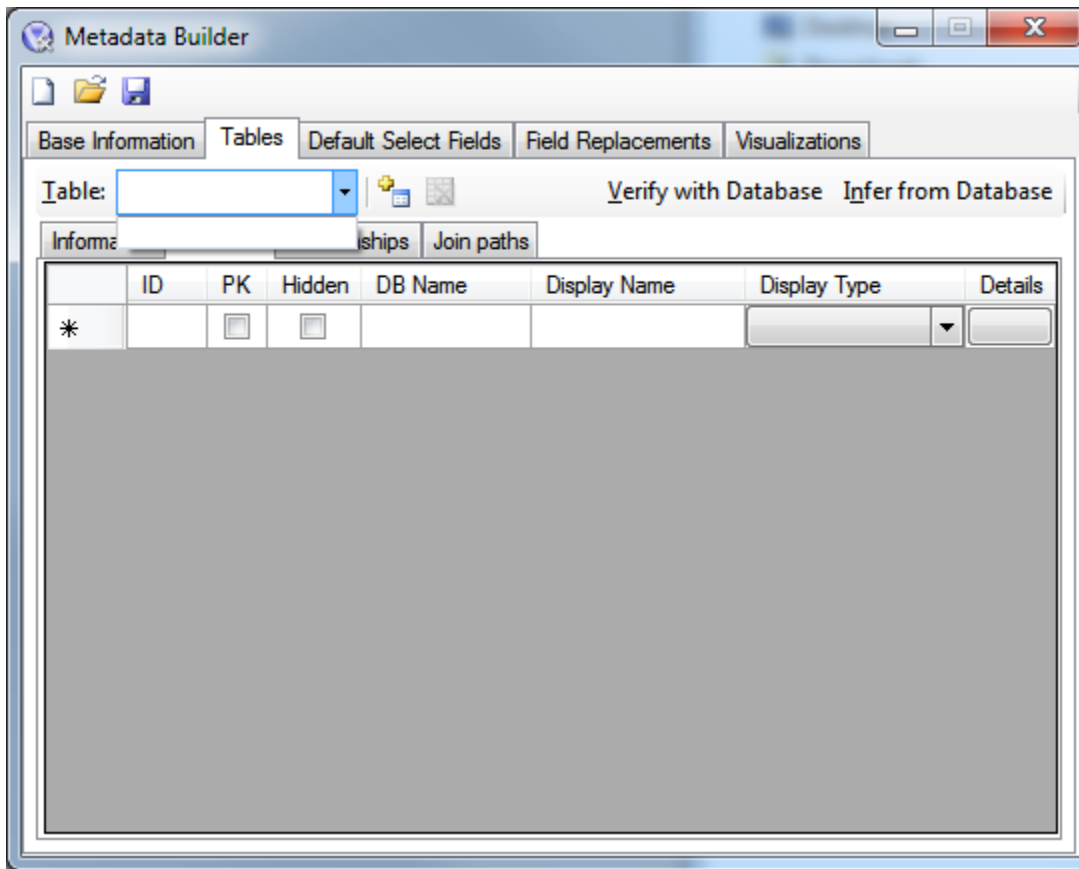 Metadata Builder
Base Information Tables Default Select Fields Field Replacements Visualizations
Table: Verify with Database Infer from Database
Join paths
ID PK Hidden DB Name Display Name Display Type Details